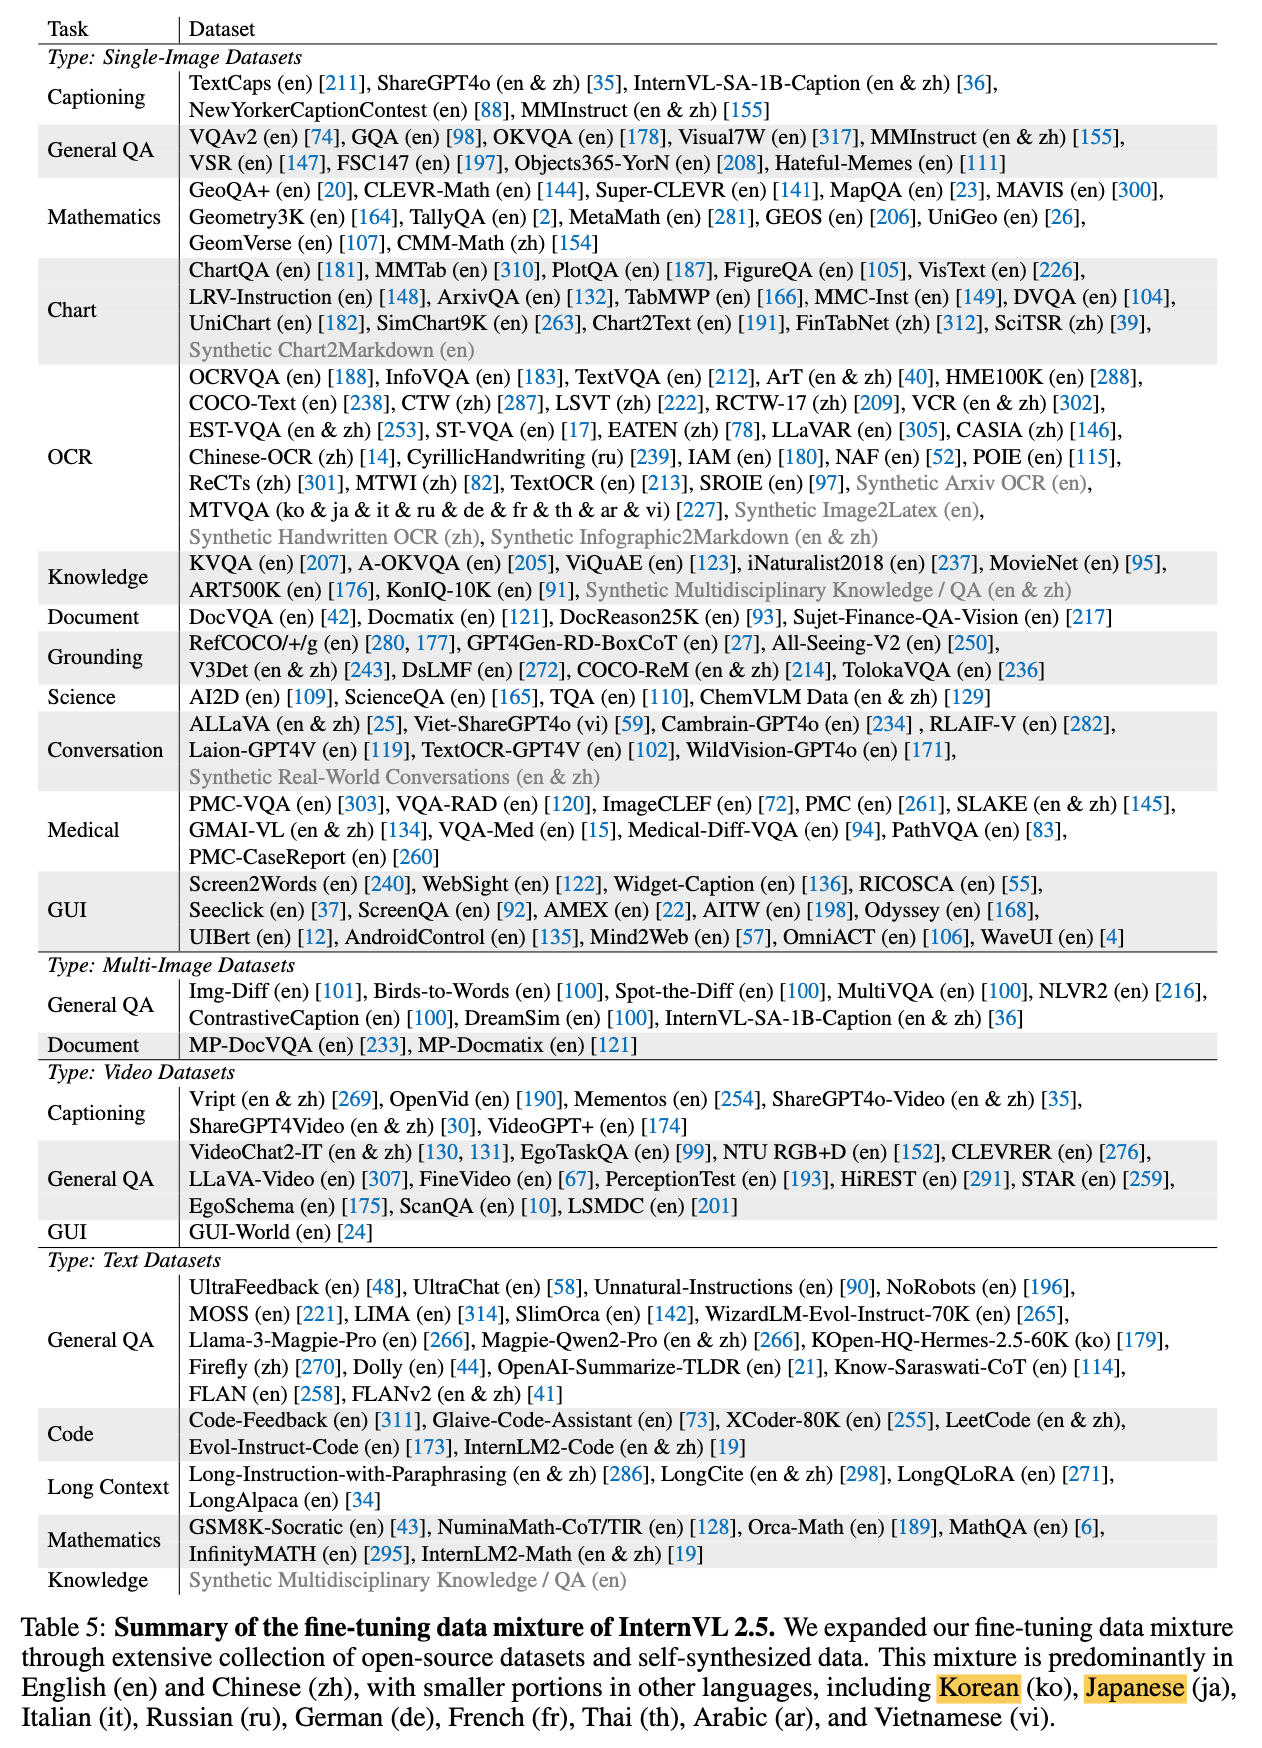 Task Dataset
Type: Single-Image Datasets
Captioning TextCaps (en) [211], ShareGPT4o (en & zh) [35], InternVL-SA-1B-Caption (en & zh) [36],
NewYorkerCaptionContest (en) [88], MMInstruct (en & zh) [155]
General QA VQAv2 (en) [74], GQA (en) [98], OKVQA (en) [178], Visual7W (en) [317], MMInstruct (en & zh) [155],
VSR (en) [147], FSC147 (en) [197], Objects365-YorN (en) [208], Hateful-Memes (en) [111]
Mathematics GeoQA+ (en) [20], CLEVR-Math (en) [144], Super-CLEVR (en) [141], MapQA (en) [23], MAVIS (en) [300],
Geometry3K (en) [164], TallyQA (en) [2], MetaMath (en) [281], GEOS (en) [206], UniGeo (en) [26],
GeomVerse (en) [107], CMM-Math (zh) [154]
Chart ChartQA (en) [181], MMTab (en) [310], PlotQA (en) [187], FigureQA (en) [105], VisText (en) [226],
LRV-Instruction (en) [148], ArxivQA (en) [132], TabMWP (en) [166], MMC-Inst (en) [149], DVQA (en) [104],
UniChart (en) [182], SimChart9K (en) [263], Chart2Text (en) [191], FinTabNet (zh) [312], SciTSR (zh) [39],
Synthetic Chart2Markdown (en)
OCR OCRVQA (en) [188], InfoVQA (en) [183], TextVQA (en) [212], ArT (en & zh) [40], HME100K (en) [288],
COCO-Text (en) [238], CTW (zh) [287], LSVT (zh) [222], RCTW-17 (zh) [209], VCR (en & zh) [302],
EST-VQA (en & zh) [253], ST-VQA (en) [17], EATEN (zh) [78], LLaVAR (en) [305], CASIA (zh) [146],
Chinese-OCR (zh) [14], CyrillicHandwriting (ru) [239], IAM (en) [180], NAF (en) [52], POIE (en) [115],
ReCTs (zh) [301], MTWI (zh) [82], TextOCR (en) [213], SROIE (en) [97], Synthetic Arxiv OCR (en),
MTVQA (ko & ja & it & ru & de & fr & th & ar & vi) [227], Synthetic Image2Latex (en),
Synthetic Handwritten OCR (zh), Synthetic Infographic2Markdown (en & zh)
Knowledge KVQA (en) [207], A-OKVQA (en) [205], ViQuAE (en) [123], iNaturalist2018 (en) [237], MovieNet (en) [95],
ART500K (en) [176], KonIQ-10K (en) [91], Synthetic Multidisciplinary Knowledge / QA (en & zh)
Document DocVQA (en) [42], Docmatix (en) [121], DocReason25K (en) [93], Sujet-Finance-QA-Vision (en) [217]
Grounding RefCOCO/+/g (en) [280, 177], GPT4Gen-RD-BoxCoT (en) [27], All-Seeing-V2 (en) [250],
V3Det (en & zh) [243], DsLMF (en) [272], COCO-ReM (en & zh) [214], TolokaVQA (en) [236]
Science AI2D (en) [109], ScienceQA (en) [165], TQA (en) [110], ChemVLM Data (en & zh) [129]
Conversation ALLaVA (en & zh) [25], Viet-ShareGPT4o (vi) [59], Cambrain-GPT4o (en) [234] , RLAIF-V (en) [282],
Laion-GPT4V (en) [119], TextOCR-GPT4V (en) [102], WildVision-GPT4o (en) [171],
Synthetic Real-World Conversations (en & zh)
Medical PMC-VQA (en) [303], VQA-RAD (en) [120], ImageCLEF (en) [72], PMC (en) [261], SLAKE (en & zh) [145],
GMAI-VL (en & zh) [134], VQA-Med (en) [15], Medical-Diff-VQA (en) [94], PathVQA (en) [83],
PMC-CaseReport (en) [260]
GUI Screen2Words (en) [240], WebSight (en) [122], Widget-Caption (en) [136], RICOSCA (en) [55],
Seeclick (en) [37], ScreenQA (en) [92], AMEX (en) [22], AITW (en) [198], Odyssey (en) [168],
UIBert (en) [12], AndroidControl (en) [135], Mind2Web (en) [57], OmniACT (en) [106], WaveUI (en) [4]
Type: Multi-Image Datasets
General QA Img-Diff (en) [101], Birds-to-Words (en) [100], Spot-the-Diff (en) [100], MultiVQA (en) [100], NLVR2 (en) [216],
ContrastiveCaption (en) [100], DreamSim (en) [100], InternVL-SA-1B-Caption (en & zh) [36]
Document MP-DocVQA (en) [233], MP-Docmatix (en) [121]
Type: Video Datasets
Captioning Vript (en & zh) [269], OpenVid (en) [190], Mementos (en) [254], ShareGPT4o-Video (en & zh) [35],
ShareGPT4Video (en & zh) [30], VideoGPT+ (en) [174]
General QA VideoChat2-IT (en & zh) [130, 131], EgoTaskQA (en) [99], NTU RGB+D (en) [152], CLEVRER (en) [276],
LLaVA-Video (en) [307], FineVideo (en) [67], PerceptionTest (en) [193], HiREST (en) [291], STAR (en) [259],
EgoSchema (en) [175], ScanQA (en) [10], LSMDC (en) [201]
GUI GUI-World (en) [24]
Type: Text Datasets
General QA UltraFeedback (en) [48], UltraChat (en) [58], Unnatural-Instructions (en) [90], NoRobots (en) [196],
MOSS (en) [221], LIMA (en) [314], SlimOrca (en) [142], WizardLM-Evol-Instruct-70K (en) [265],
Llama-3-Magpie-Pro (en) [266], Magpie-Qwen2-Pro (en & zh) [266], KOpen-HQ-Hermes-2.5-60K (ko) [179],
Firefly (zh) [270], Dolly (en) [44], OpenAI-Summarize-TLDR (en) [21], Know-Saraswati-CoT (en) [114],
FLAN (en) [258], FLANv2 (en & zh) [41]
Code Code-Feedback (en) [311], Glaive-Code-Assistant (en) [73], XCoder-80K (en) [255], LeetCode (en & zh),
Evol-Instruct-Code (en) [173], InternLM2-Code (en & zh) [19]
Long Context Long-Instruction-with-Paraphrasing (en & zh) [286], LongCite (en & zh) [298], LongQLoRA (en) [271],
LongAlpaca (en) [34]
Mathematics GSM8K-Socratic (en) [43], NuminaMath-CoT/TIR (en) [128], Orca-Math (en) [189], MathQA (en) [6],
InfinityMATH (en) [295], InternLM2-Math (en & zh) [19]
Knowledge Synthetic Multidisciplinary Knowledge / QA (en)
Table 5: Summary of the fine-tuning data mixture of InternVL 2.5. We expanded our fine-tuning data mixture
through extensive collection of open-source datasets and self-synthesized data. This mixture is predominantly in
English (en) and Chinese (zh), with smaller portions in other languages, including Korean (ko), Japanese (ja),
Italian (it), Russian (ru), German (de), French (fr), Thai (th), Arabic (ar), and Vietnamese (vi).